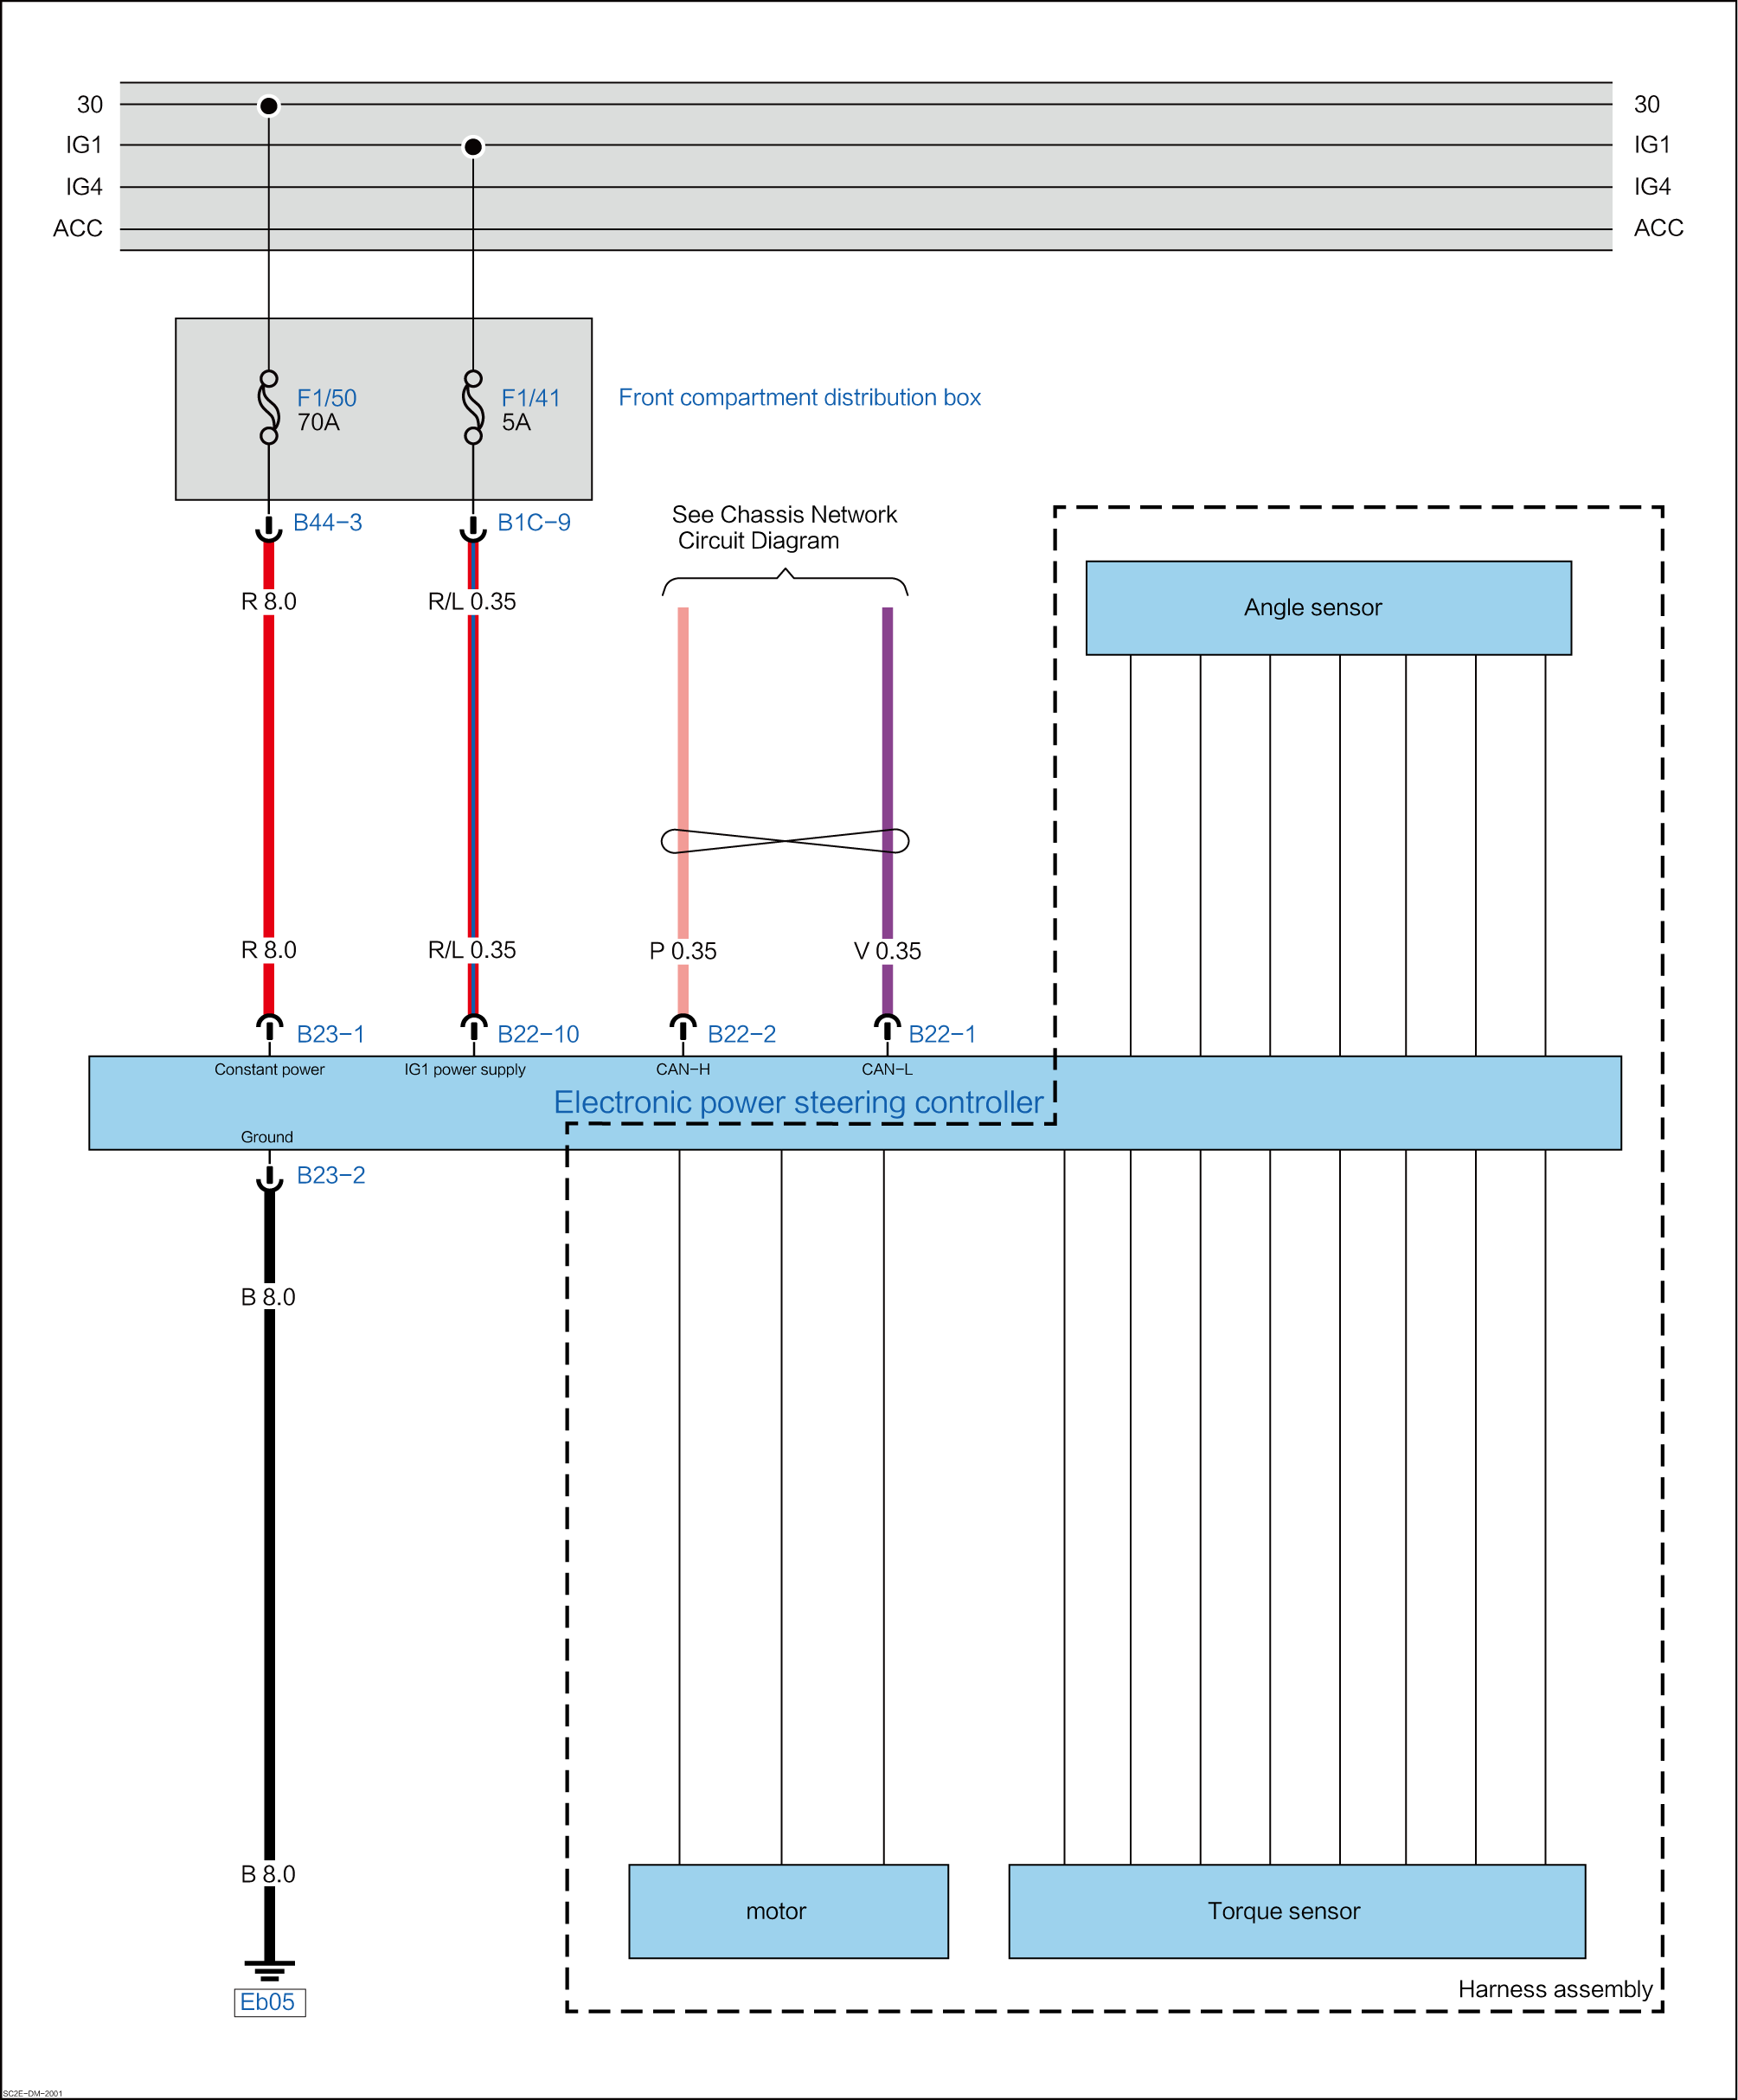 30 30
IG1 IG1
IG4 IG4
ACC ACC
F1/50
70A
F1/41
5A
Front compartment distribution box
B44-3
B1C-9
See Chassis Network
Circuit Diagram
R 8.0
R/L 0.35
Angle sensor
R 8.0
R/L 0.35
P 0.35
V 0.35
B23-1
B22-10
B22-2
B22-1
Constant power
IG1 power supply
CAN-H
CAN-L
Electronic power steering controller
Ground
B23-2
B 8.0
B 8.0
motor
Torque sensor
Harness assembly
Eb05
SC2E-DM-2001